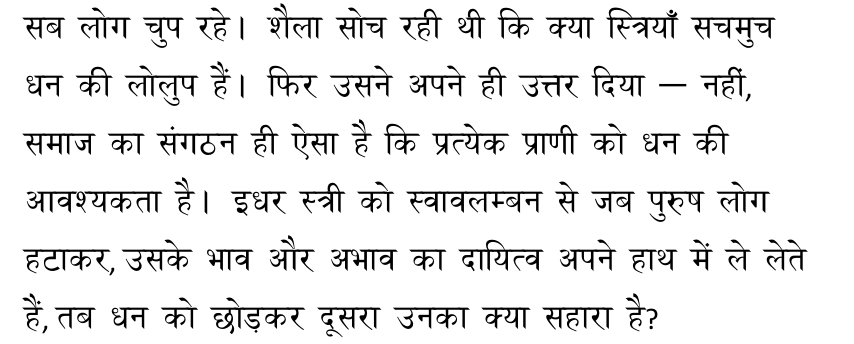 सब लोग चुप रहे। शैला सोच रही थी कि क्या स्त्रियाँ सचमुच
धन की लोलुप हैं। फिर उसने अपने ही उत्तर दिया — नहीं,
समाज का संगठन ही ऐसा है कि प्रत्येक प्राणी को धन की
आवश्यकता है। इधर स्त्री को स्वावलम्बन से जब पुरुष लोग
हटाकर, उसके भाव और अभाव का दायित्व अपने हाथ में ले लेते
हैं, तब धन को छोड़कर दूसरा उनका क्या सहारा है?